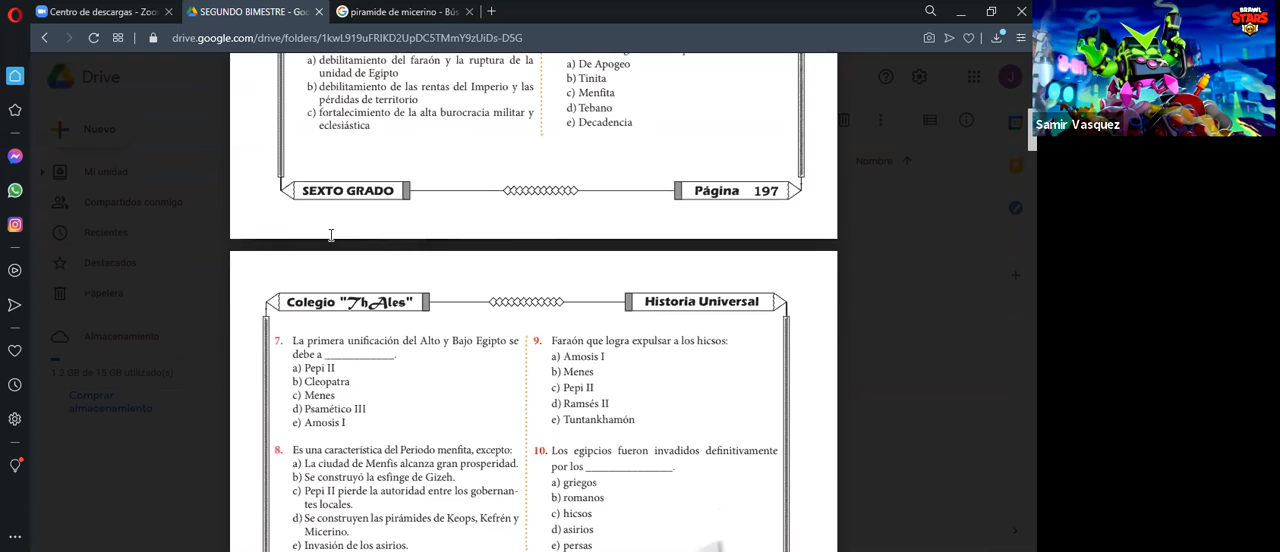 Centro de descargas - Zoo
SEGUNDO BIMESTRE - Goo
piramide de micerino - Bús
drive.google.com/drive/folders/1kwL919uFRIKD2UpDC5TMmY9zUiDs-D5G
Drive
Nuevo
Mi unidad
Compartidos conmigo
Recientes
Destacados
Papelera
Almacenamiento
1.2 GB de 15 GB utilizado(s)
Comprar
almacenamiento
Nombre
J
a) debilitamiento del faraón y la ruptura de la
unidad de Egipto
b) debilitamiento de las rentas del Imperio y las
pérdidas de territorio
c) fortalecimiento de la alta burocracia militar y
eclesiástica
a) De Apogeo
b) Tinita
c) Menfita
d) Tebano
e) Decadencia
SEXTO GRADO
Página 197
Colegio "ThAles"
Historia Universal
7. La primera unificación del Alto y Bajo Egipto se
debe a ____________.
a) Pepi II
b) Cleopatra
c) Menes
d) Psamético III
e) Amosis I
8. Es una característica del Periodo menfita, excepto:
a) La ciudad de Menfis alcanza gran prosperidad.
b) Se construyó la esfinge de Gizeh.
c) Pepi II pierde la autoridad entre los gobernan-
tes locales.
d) Se construyen las pirámides de Keops, Kefrén y
Micerino.
e) Invasión de los asirios.
9. Faraón que logra expulsar a los hicsos:
a) Amosis I
b) Menes
c) Pepi II
d) Ramsés II
e) Tuntankhamón
10. Los egipcios fueron invadidos definitivamente
por los _______________.
a) griegos
b) romanos
c) hicsos
d) asirios
e) persas
BRAWL
STARS
Samir Vasquez